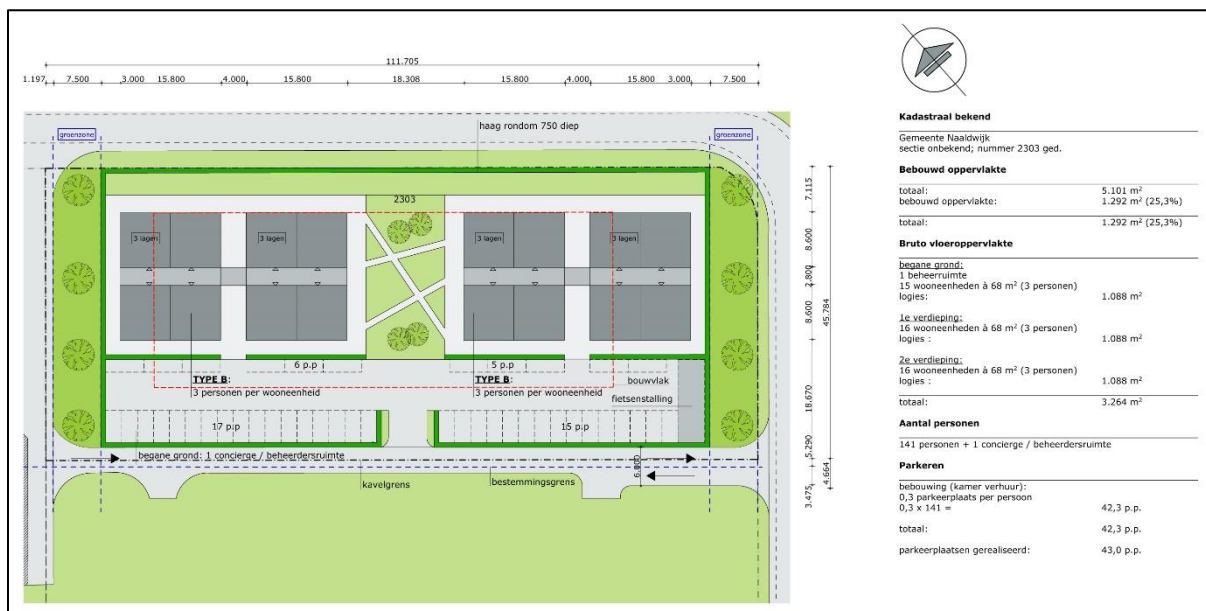 111.705
1.197 7.500 3.000 15.800 4.000 15.800 18.308 15.800 4.000 15.800 3.000 7.500
haag rondom 750 diep
groenzone
groenzone
2303
3 lagen
3 lagen
3 lagen
3 lagen
7.115
8.600
2.800
8.600
18.670
5.290
4.664
3.475
45.784
6 p.p
5 p.p
TYPE B:
3 personen per wooneenheid
TYPE B:
3 personen per wooneenheid
bouwvlak
fietsenstalling
17 p.p
15 p.p
begane grond: 1 concierge / beheerdersruimte
6.000
kavelgrens
bestemmingsgrens
Kadastraal bekend
Gemeente Naaldwijk
sectie onbekend; nummer 2303 ged.
Bebouwd oppervlakte
totaal: 5.101 m²
bebouwd oppervlakte: 1.292 m² (25,3%)
totaal: 1.292 m² (25,3%)
Bruto vloeroppervlakte
begane grond:
1 beheerruimte
15 wooneenheden à 68 m² (3 personen)
logies: 1.088 m²
1e verdieping:
16 wooneenheden à 68 m² (3 personen)
logies : 1.088 m²
2e verdieping:
16 wooneenheden à 68 m² (3 personen)
logies : 1.088 m²
totaal: 3.264 m²
Aantal personen
141 personen + 1 concierge / beheerdersruimte
Parkeren
bebouwing (kamer verhuur):
0,3 parkeerplaats per persoon
0,3 x 141 = 42,3 p.p.
totaal: 42,3 p.p.
parkeerplaatsen gerealiseerd: 43,0 p.p.